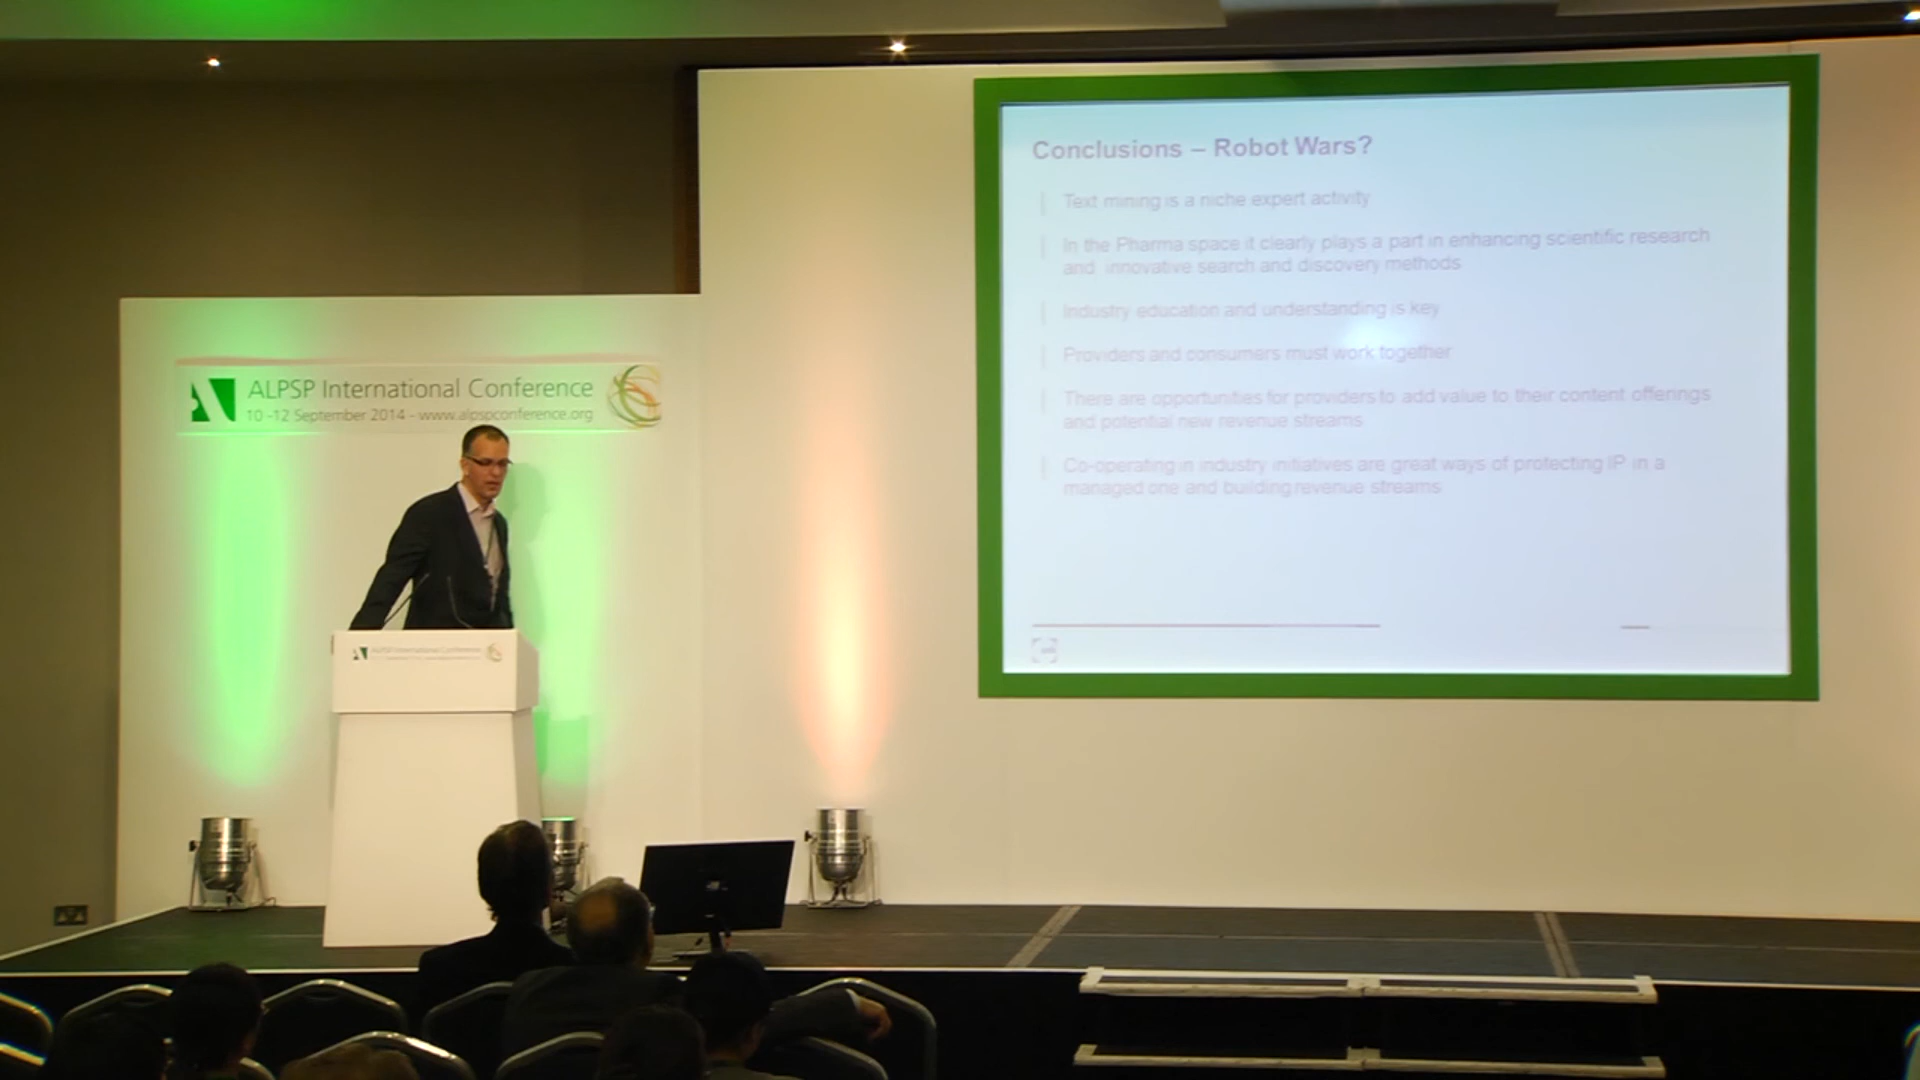 ALPSP International Conference
10-12 September 2014 - www.alpspconference.org
Conclusions – Robot Wars?
Text mining is a niche expert activity
In the Pharma space it clearly plays a part in enhancing scientific research
and innovative search and discovery methods
Industry education and understanding is key
Providers and consumers must work together
There are opportunities for providers to add value to their content offerings
and potential new revenue streams
Co-operating in industry initiatives are great ways of protecting IP in a
managed one and building revenue streams
ALPSP International Conference